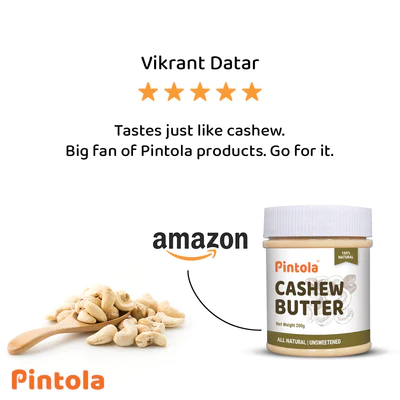 Vikrant Datar
Tastes just like cashew.
Big fan of Pintola products. Go for it.
amazon
100%
NATURAL
Pintola
CASHEW
BUTTER
Net Weight 200g
ALL NATURAL | UNSWEETENED
Pintola